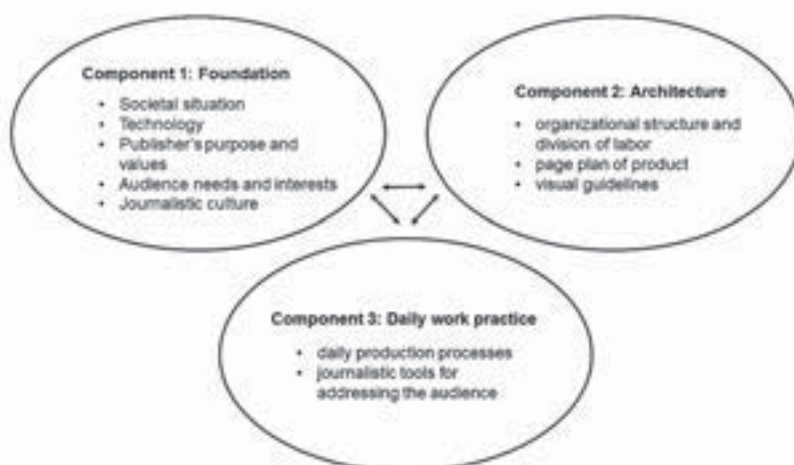 Component 1: Foundation
• Societal situation
• Technology
• Publisher's purpose and
values
• Audience needs and interests
• Journalistic culture
Component 2: Architecture
• organizational structure and
division of labor
• page plan of product
• visual guidelines
Component 3: Daily work practice
• daily production processes
• journalistic tools for
addressing the audience